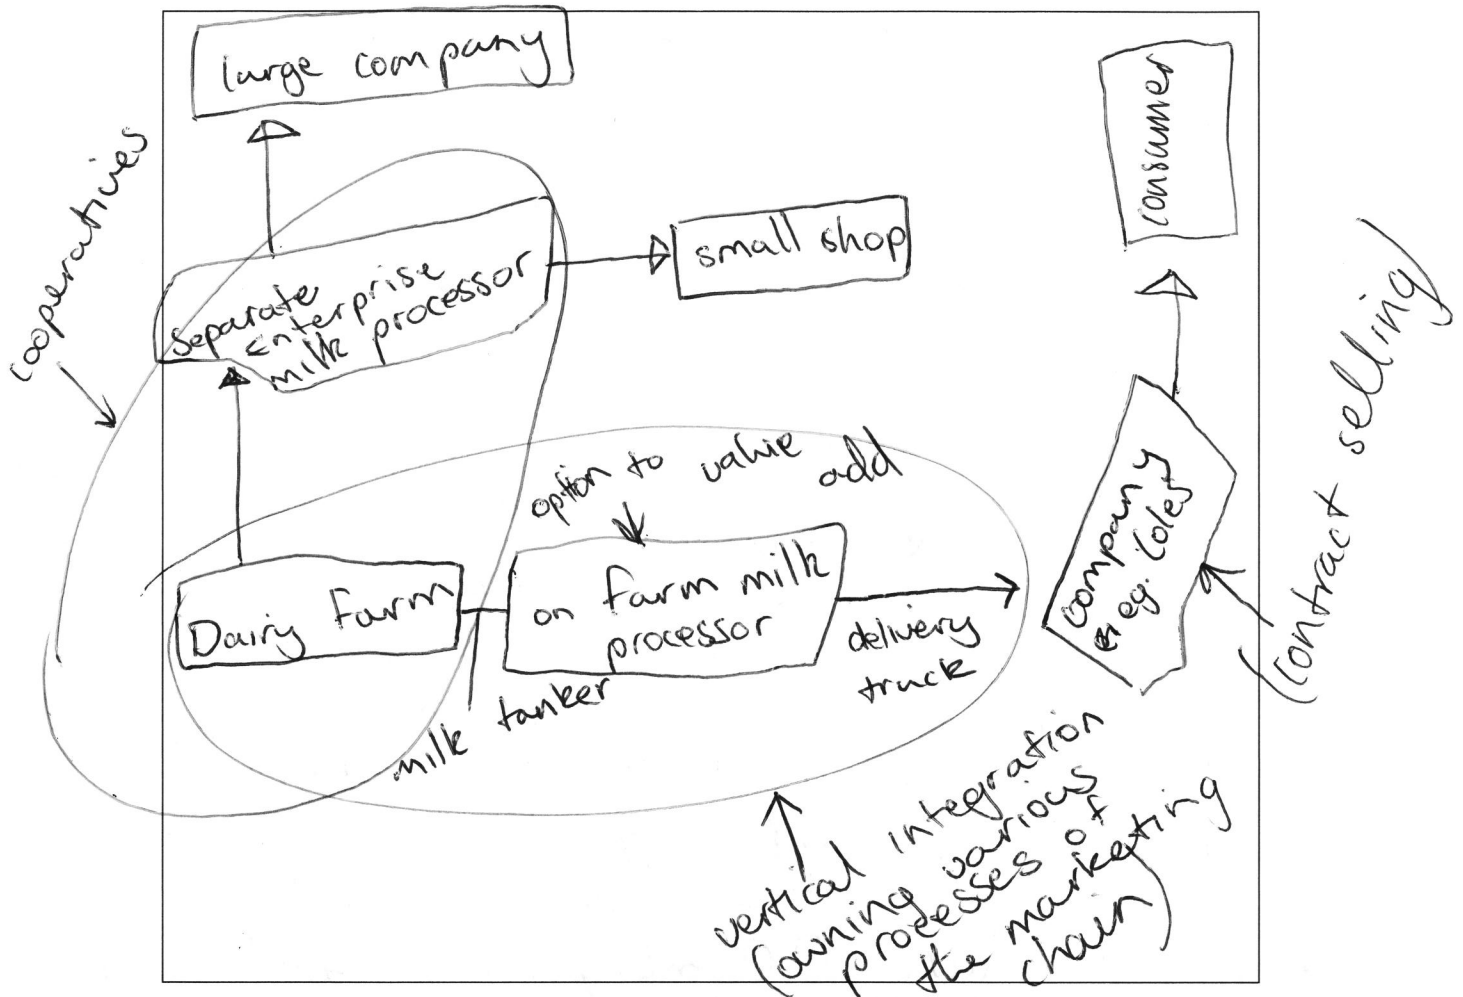 large company
cooperatives
consumer
small shop
separate
enterprise
milk processor
(contract selling)
option to value add
company
eg. Coles
Dairy Farm
on farm milk
processor
delivery
truck
milk tanker
vertical integration
(owning various
processes of
the marketing
chain)